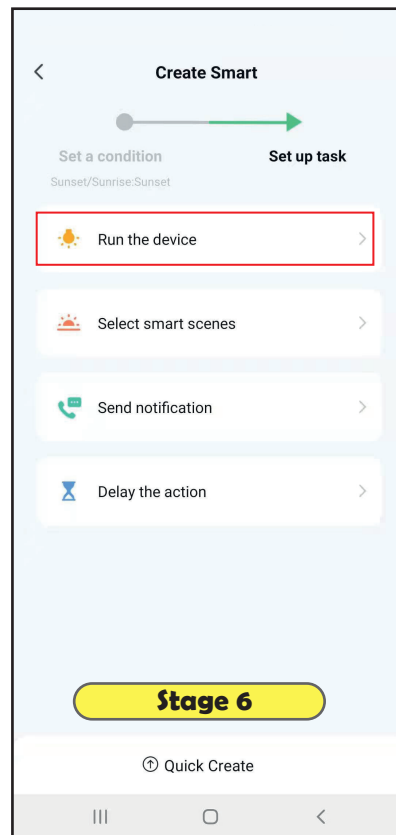 Create Smart
Set a condition
Set up task
Sunset/Sunrise:Sunset
Run the device
Select smart scenes
Send notification
Delay the action
Stage 6
Quick Create